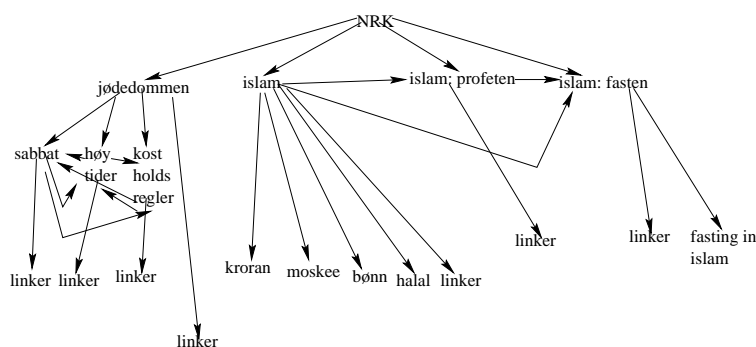 NRK
jødedommen
islam
islam: profeten
islam: fasten
sabbat
høy
tider
kost
holds
regler
linker
linker
linker
linker
kroran
moskee
bønn
halal
linker
linker
linker
fasting in
islam